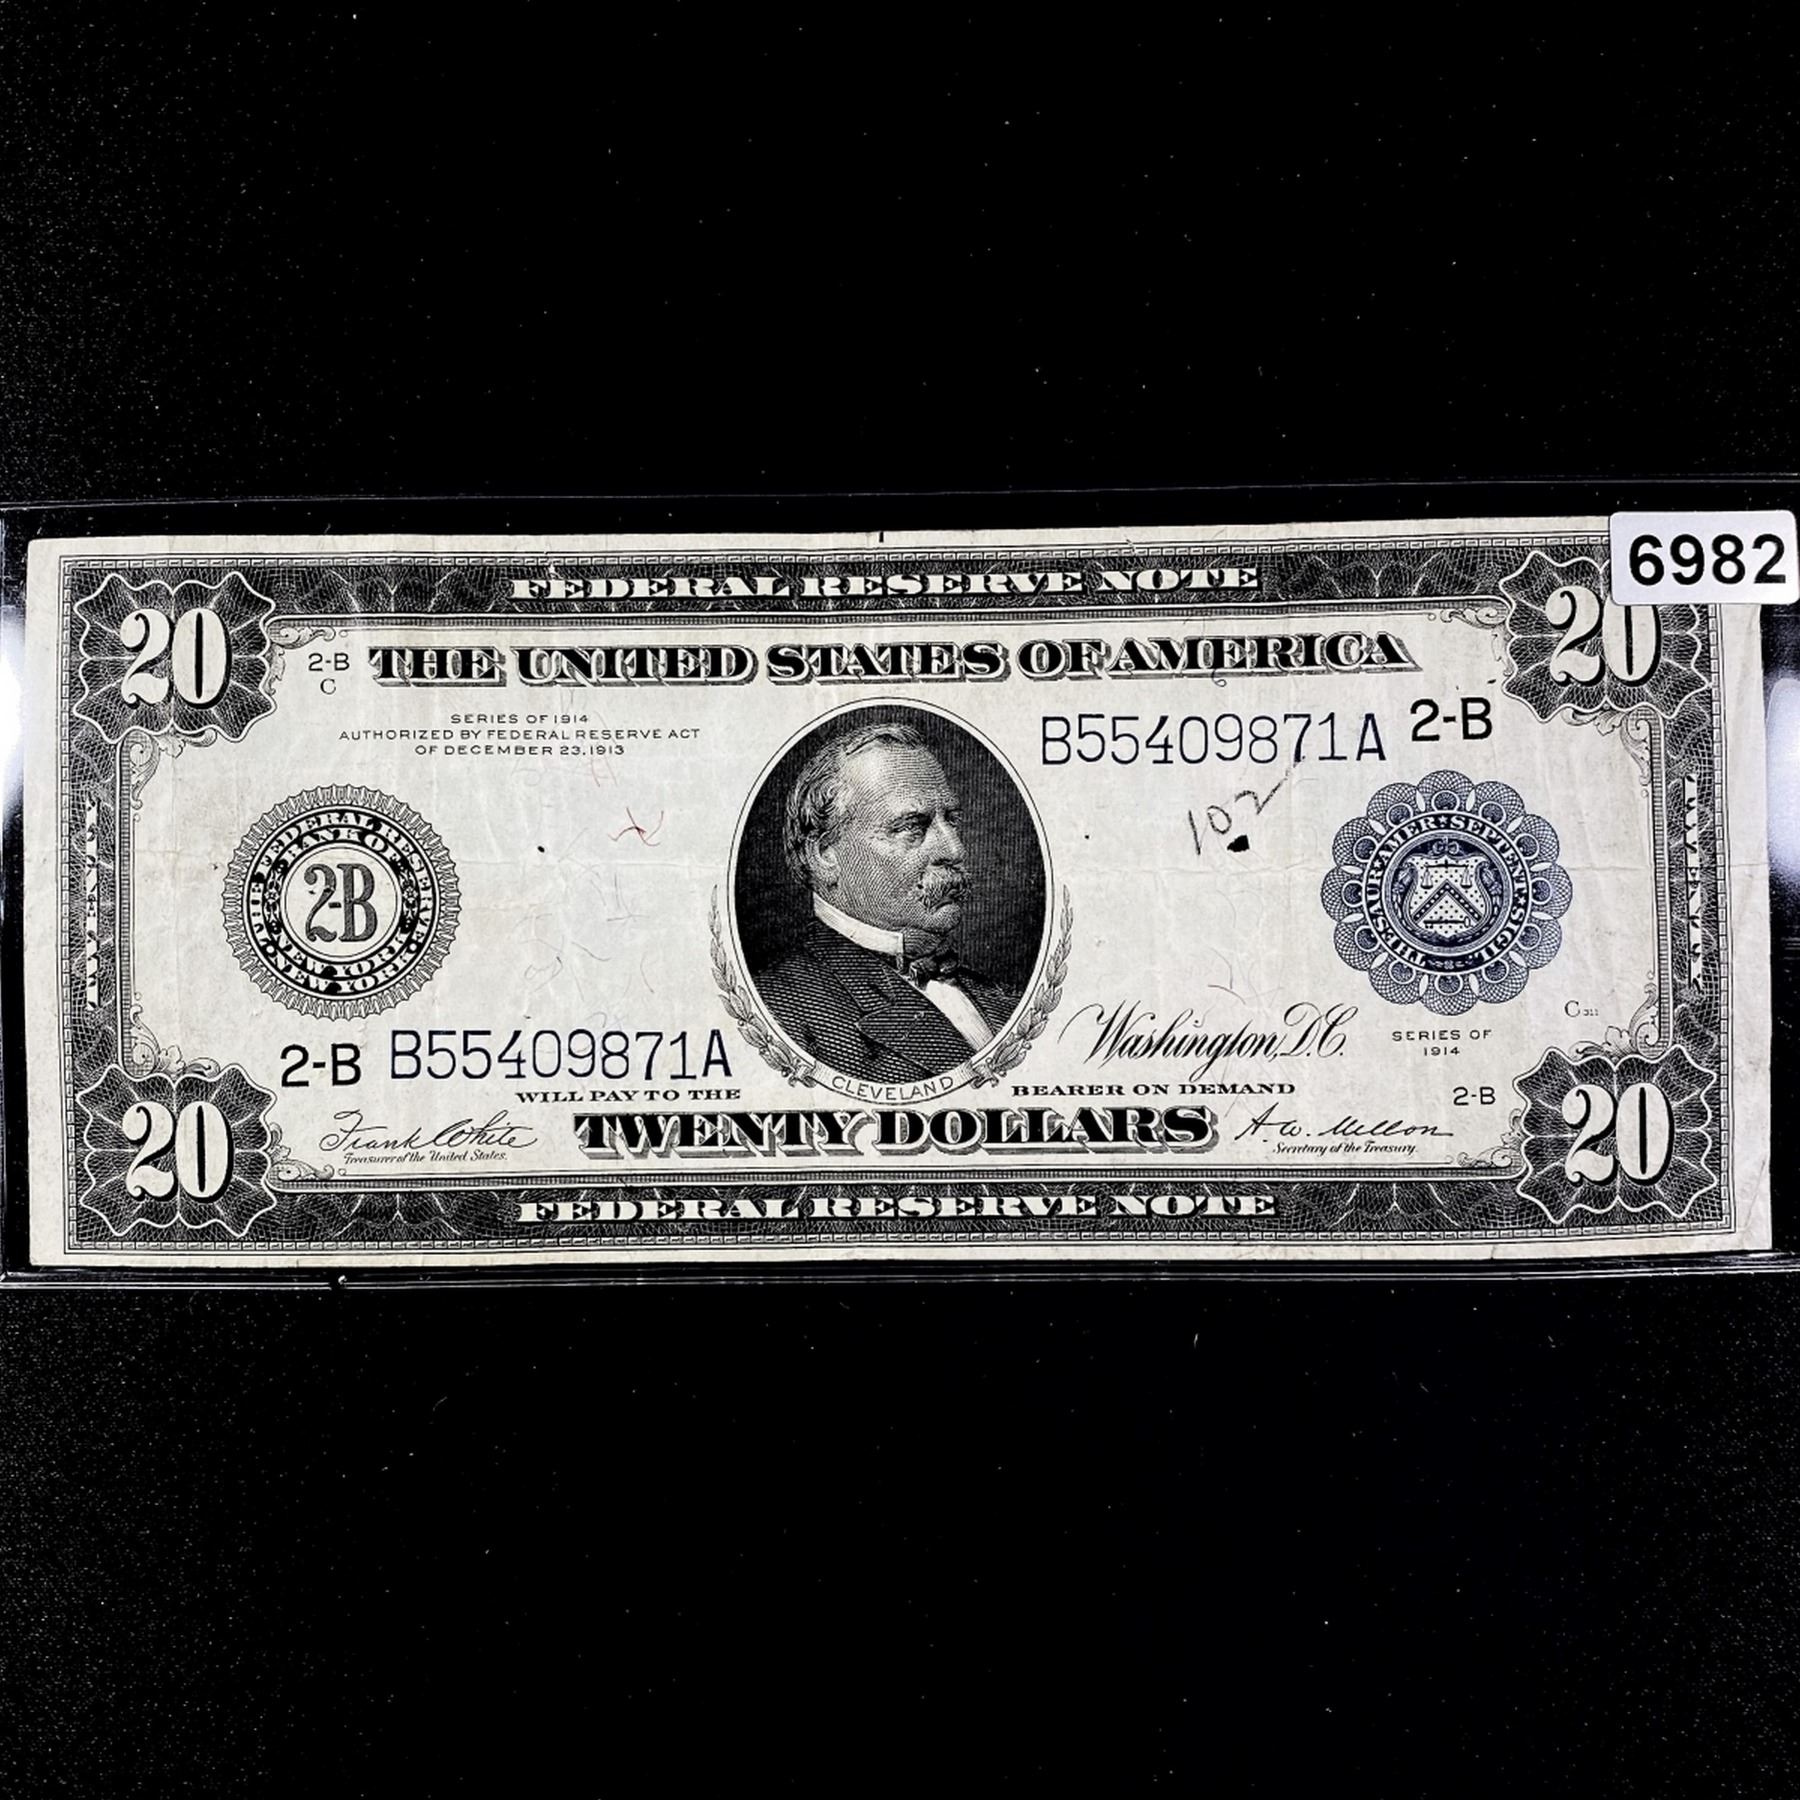 6982
FEDERAL RESERVE NOTE
20 20
2-B
C
THE UNITED STATES OF AMERICA
SERIES OF 1914
AUTHORIZED BY FEDERAL RESERVE ACT
OF DECEMBER 23, 1913
B55409871A 2-B
102
THE FEDERAL RESERVE
BANK OF
2-B
NEW YORK
NEW YORK
THESAUR. AMER. SEPTENT. SIGIL.
TWENTY
TWENTY
Washington, D.C.
C311
SERIES OF
1914
2-B B55409871A
CLEVELAND
WILL PAY TO THE BEARER ON DEMAND
2-B
TWENTY DOLLARS
Frank White
Treasurer of the United States.
A. W. Mellon
Secretary of the Treasury.
20 20
FEDERAL RESERVE NOTE